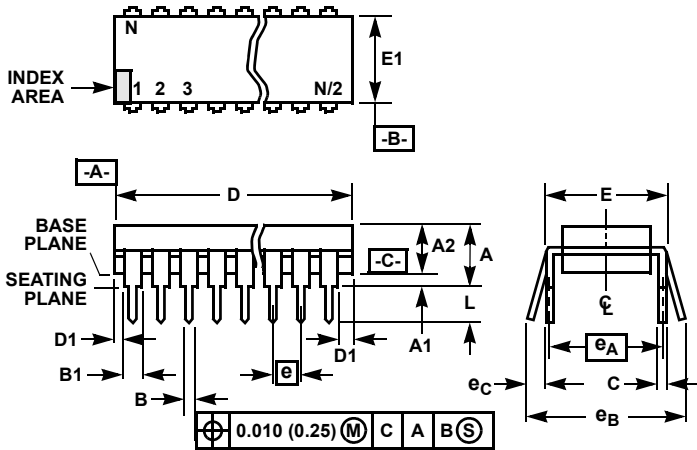 N
E1
INDEX
AREA
1 2 3 N/2
-B-
-A-
D
E
BASE
PLANE
A2
A
-C-
SEATING
PLANE
L
C
L
D1
A1
D1
eA
B1
e
eC
C
B
eB
0.010 (0.25) M C A B S